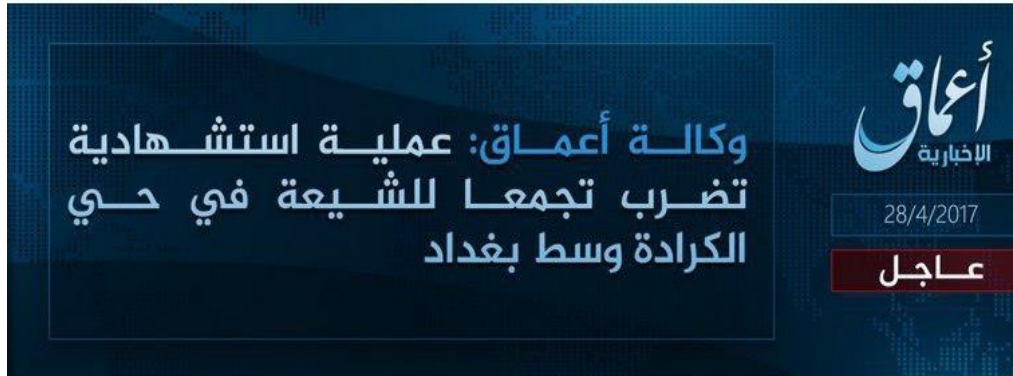 وكالة أعماق: عملية استشهادية
تضرب تجمعا للشيعة في حي
الكرادة وسط بغداد
أعماق
الإخبارية
28/4/2017
عاجل